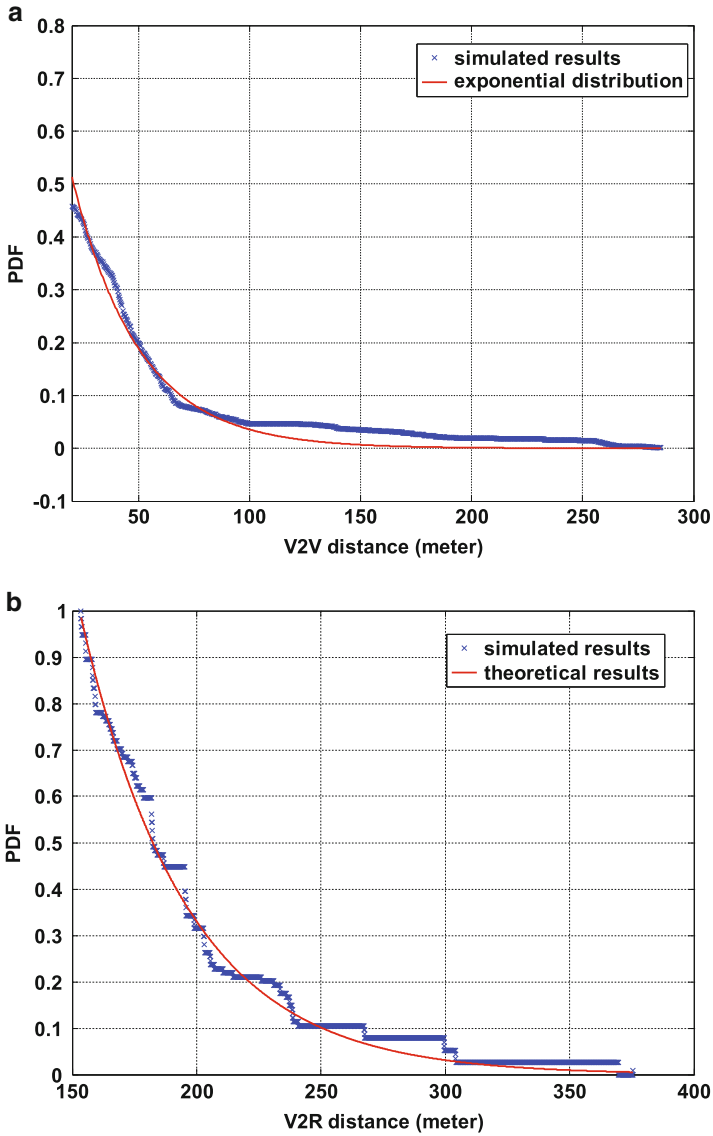 a
0.8
0.7
0.6
0.5
0.4
0.3
0.2
0.1
0
-0.1
PDF
simulated results
exponential distribution
50 100 150 200 250 300
V2V distance (meter)
b
1
0.9
0.8
0.7
0.6
0.5
0.4
0.3
0.2
0.1
0
PDF
simulated results
theoretical results
150 200 250 300 350 400
V2R distance (meter)